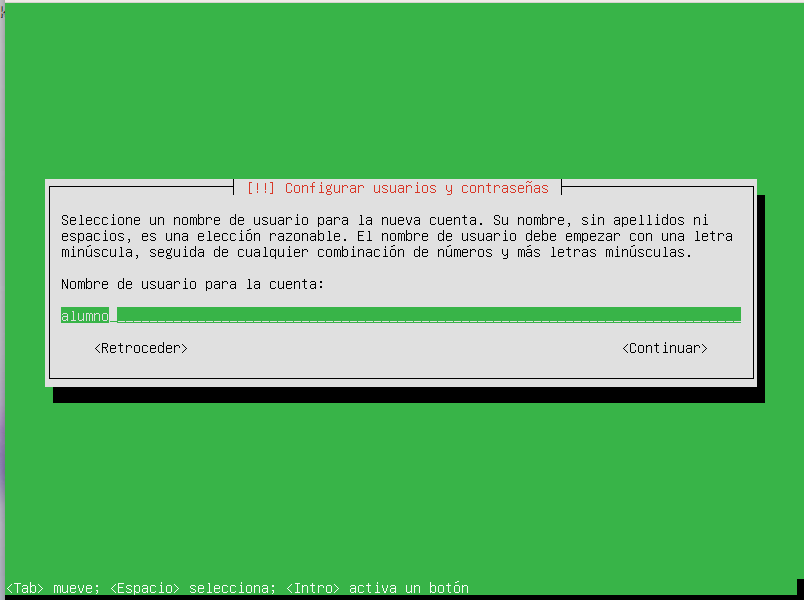 [!!] Configurar usuarios y contraseñas
Seleccione un nombre de usuario para la nueva cuenta. Su nombre, sin apellidos ni
espacios, es una elección razonable. El nombre de usuario debe empezar con una letra
minúscula, seguida de cualquier combinación de números y más letras minúsculas.
Nombre de usuario para la cuenta:
alumno
<Retroceder> <Continuar>
<Tab> mueve; <Espacio> selecciona; <Intro> activa un botón